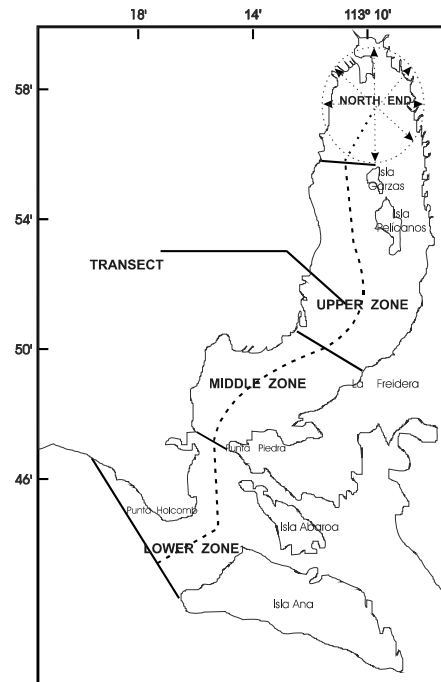 18'
14'
113º 10'
58'
54'
50'
46'
NORTH END
Isla
Garzas
Isla
Pelicanos
TRANSECT
UPPER ZONE
MIDDLE ZONE
La Freidera
Punta Piedra
Punta Holcomb
Isla Abaroa
LOWER ZONE
Isla Ana